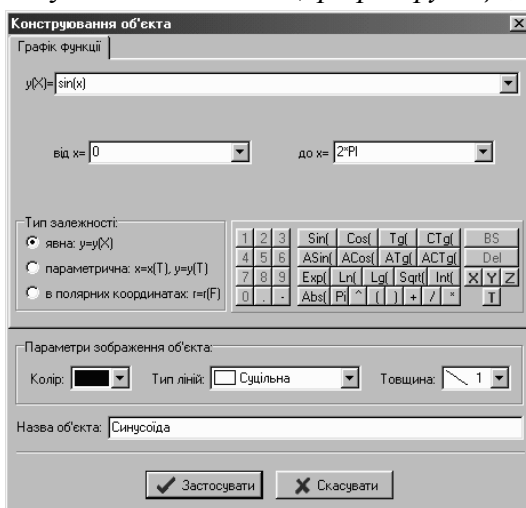 Конструювання об'єкта
Графік функції
y(X)= sin(x)
від x= 0 до x= 2*PI
Тип залежності:
явна: y=y(X)
параметрична: x=x(T), y=y(T)
в полярних координатах: r=r(F)
1 2 3 Sin( Cos( Tg( CTg( BS
4 5 6 ASin( ACos( ATg( ACTg( Del
7 8 9 Exp( Ln( Lg( Sqrt( Int( X Y Z
0 . - Abs( Pi ^ ( ) + / * T
Параметри зображення об'єкта:
Колір: Тип ліній: Суцільна Товщина: 1
Назва об'єкта: Синусоїда
Застосувати Скасувати